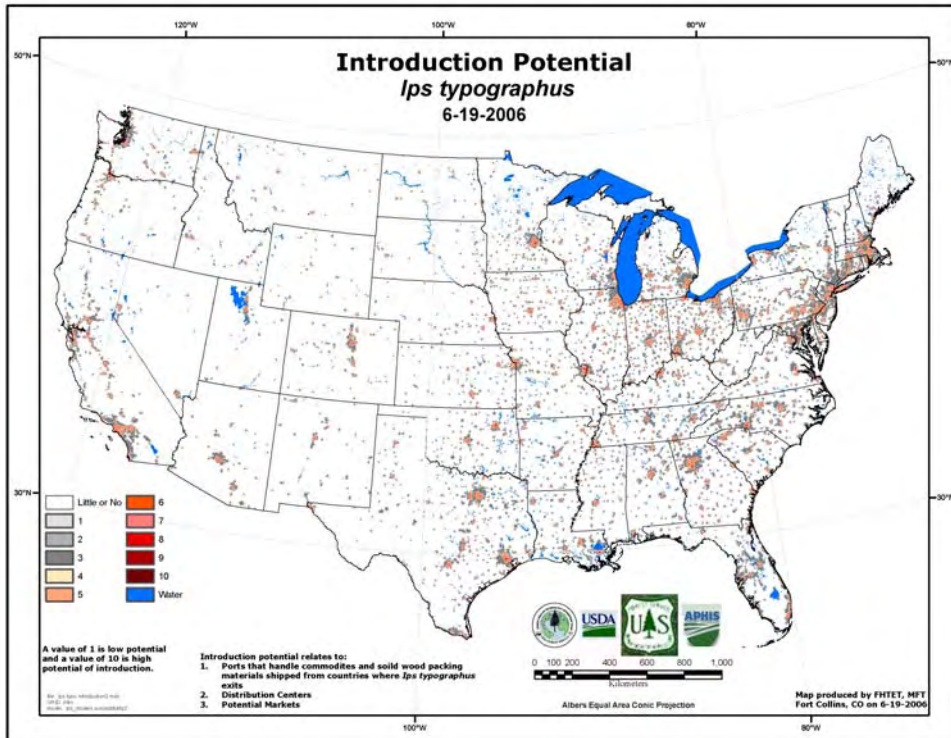 120°W
100°W
80°W
50°N
50°N
Introduction Potential
Ips typographus
6-19-2006
30°N
30°N
Little or No
1
2
3
4
5
6
7
8
9
10
Water
A value of 1 is low potential
and a value of 10 is high
potential of introduction.
Introduction potential relates to:
1. Ports that handle commodites and soild wood packing
materials shipped from countries where Ips typographus
exits
2. Distribution Centers
3. Potential Markets
USDA
FOREST SERVICE
U S
APHIS
0 100 200 400 600 800 1,000
Kilometers
Albers Equal Area Conic Projection
Map produced by FHTET, MFT
Fort Collins, CO on 6-19-2006
100°W
80°W